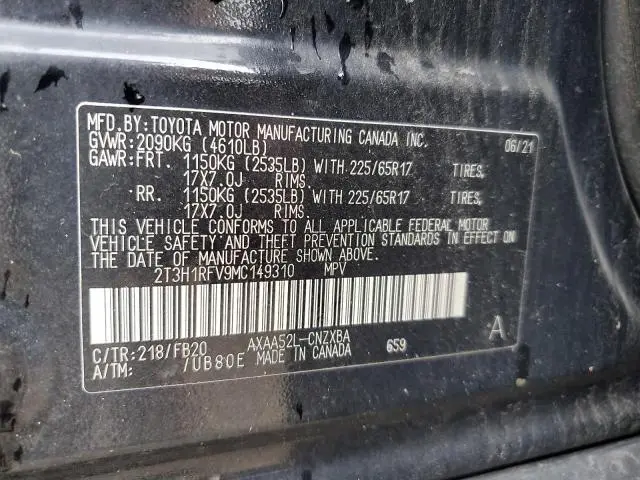 MFD.BY:TOYOTA MOTOR MANUFACTURING CANADA INC. 06/21
GVWR:2090KG (4610LB)
GAWR:FRT. 1150KG (2535LB) WITH 225/65R17 TIRES,
17X7.0J RIMS.
RR. 1150KG (2535LB) WITH 225/65R17 TIRES,
17X7.0J RIMS.
THIS VEHICLE CONFORMS TO ALL APPLICABLE FEDERAL MOTOR
VEHICLE SAFETY AND THEFT PREVENTION STANDARDS IN EFFECT ON
THE DATE OF MANUFACTURE SHOWN ABOVE.
2T3H1RFV9MC149310 MPV
C/TR:218/FB20 AXAA52L-CNZXBA 659 A
A/TM: /UB80E MADE IN CANADA